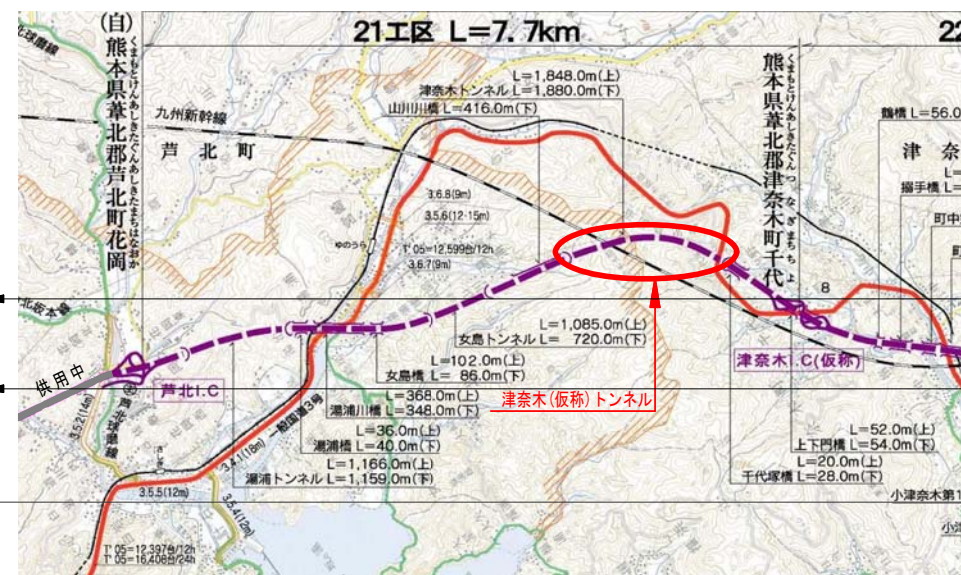 21工区 L=7.7km
22
(自)
熊本県葦北郡芦北町花岡
くまもとけんあしきたぐんあしきたまちはなおか
九州新幹線
芦北町
L=1,848.0m(上)
津奈木トンネル L=1,880.0m(下)
山川川橋 L=416.0m(下)
熊本県葦北郡津奈木町千代
くまもとけんあしきたぐんつなぎまちちよ
鶴橋 L=56.0
津 奈
L=
搦手橋 L=
町中
3.6.8(9m)
3.5.6(12-15m)
ゆのうら
T'05=12,599台/12h
3.6.7(9m)
8
L=1,085.0m(上)
女島トンネル L= 720.0m(下)
L=102.0m(上)
女島橋 L= 86.0m(下)
津奈木I.C(仮称)
供用中
芦北I.C
L=368.0m(上)
湯浦川橋 L=348.0m(下)
津奈木(仮称)トンネル
3.5.2(14m)
芦北球磨線
一般国道3号
L=36.0m(上)
湯浦橋 L=40.0m(下)
L=52.0m(上)
上下門橋 L=54.0m(下)
3.4.1(18m)
L=1,166.0m(上)
湯浦トンネル L=1,159.0m(下)
L=20.0m(上)
千代塚橋 L=28.0m(下)
3.5.5(12m)
3.5.4(12m)
小津奈木第1
T'05=12,397台/12h
T'05=16,408台/24h